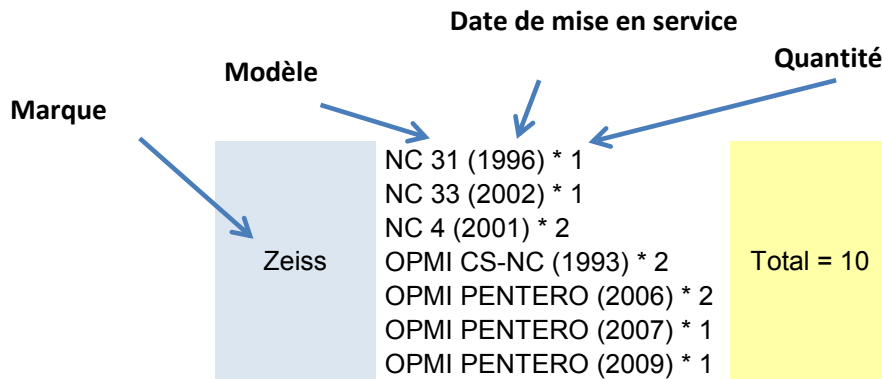 Date de mise en service
Modèle
Quantité
Marque
NC 31 (1996) * 1
NC 33 (2002) * 1
NC 4 (2001) * 2
Zeiss
OPMI CS-NC (1993) * 2
Total = 10
OPMI PENTERO (2006) * 2
OPMI PENTERO (2007) * 1
OPMI PENTERO (2009) * 1